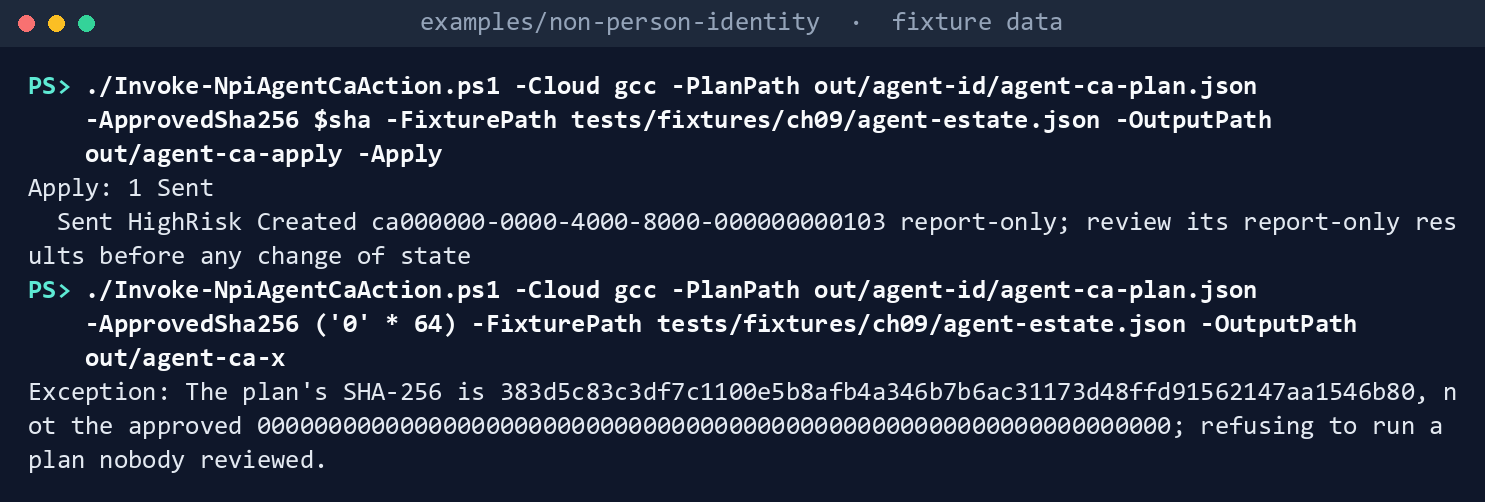 examples/non-person-identity · fixture data
PS> ./Invoke-NpiAgentCaAction.ps1 -Cloud gcc -PlanPath out/agent-id/agent-ca-plan.json
-ApprovedSha256 $sha -FixturePath tests/fixtures/ch09/agent-estate.json -OutputPath
out/agent-ca-apply -Apply
Apply: 1 Sent
Sent HighRisk Created ca000000-0000-4000-8000-000000000103 report-only; review its report-only res
ults before any change of state
PS> ./Invoke-NpiAgentCaAction.ps1 -Cloud gcc -PlanPath out/agent-id/agent-ca-plan.json
-ApprovedSha256 ('0' * 64) -FixturePath tests/fixtures/ch09/agent-estate.json -OutputPath
out/agent-ca-x
Exception: The plan's SHA-256 is 383d5c83c3df7c1100e5b8afb4a346b7b6ac31173d48ffd91562147aa1546b80, n
ot the approved 0000000000000000000000000000000000000000000000000000000000000000; refusing to run a
plan nobody reviewed.